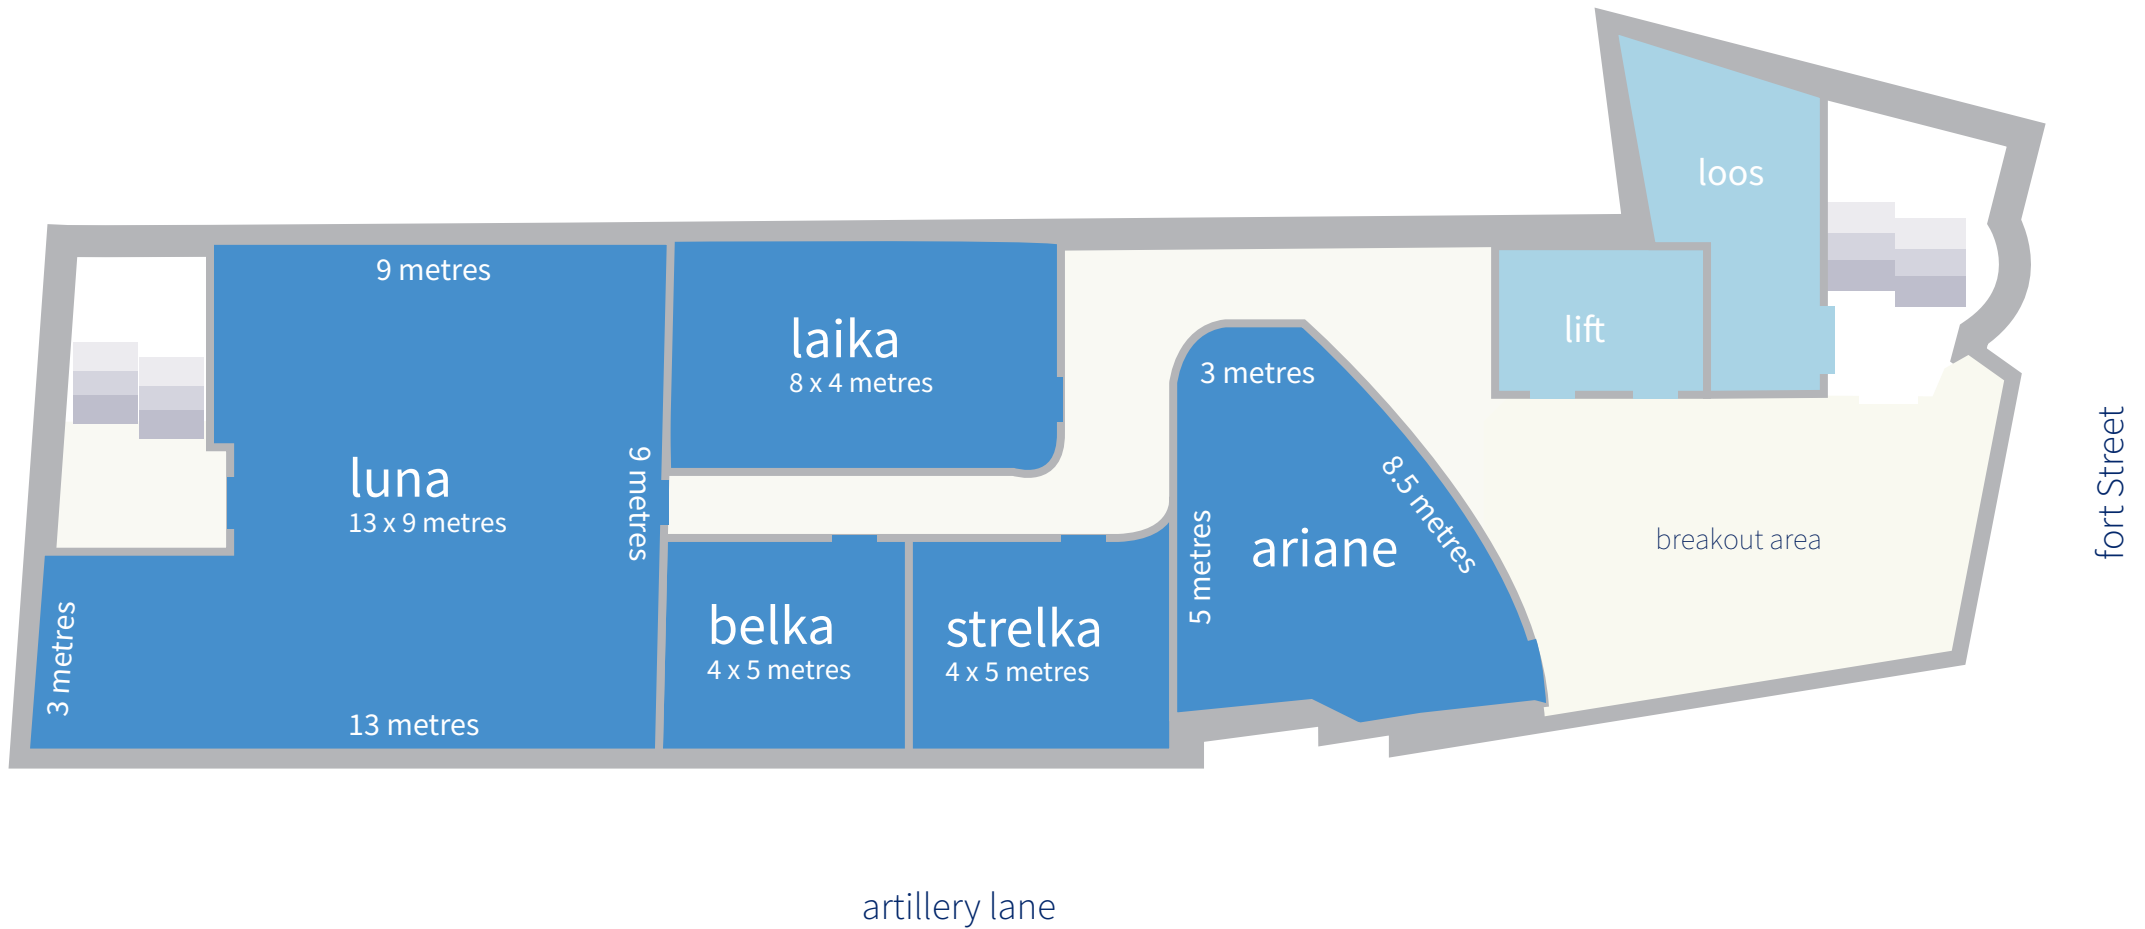 loos
9 metres
laika
8 x 4 metres
lift
3 metres
luna
13 x 9 metres
9 metres
8.5 metres
ariane
5 metres
breakout area
fort Street
belka
4 x 5 metres
strelka
4 x 5 metres
3 metres
13 metres
artillery lane